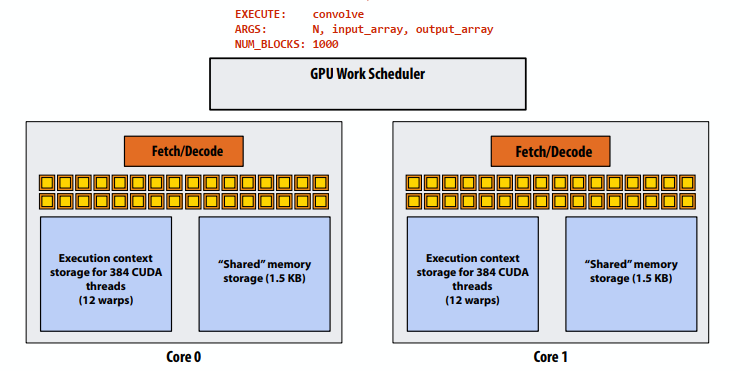 EXECUTE: convolve
ARGS: N, input_array, output_array
NUM_BLOCKS: 1000
GPU Work Scheduler
Fetch/Decode
Execution context
storage for 384 CUDA
threads
(12 warps)
“Shared” memory
storage (1.5 KB)
Core 0
Fetch/Decode
Execution context
storage for 384 CUDA
threads
(12 warps)
“Shared” memory
storage (1.5 KB)
Core 1